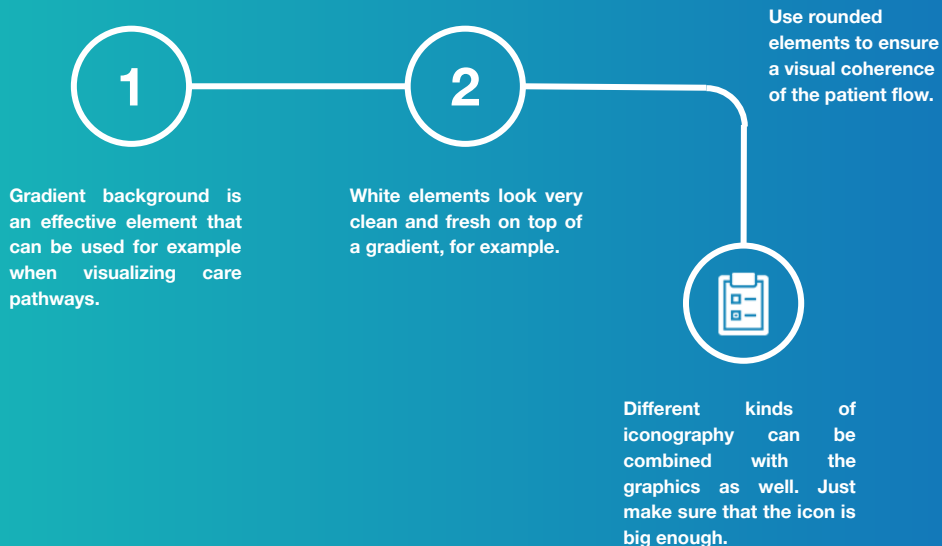 1
Gradient background is
an effective element that
can be used for example
when visualizing care
pathways.
2
White elements look very
clean and fresh on top of
a gradient, for example.
Use rounded
elements to ensure
a visual coherence
of the patient flow.
Different kinds of
iconography can be
combined with the
graphics as well. Just
make sure that the icon is
big enough.